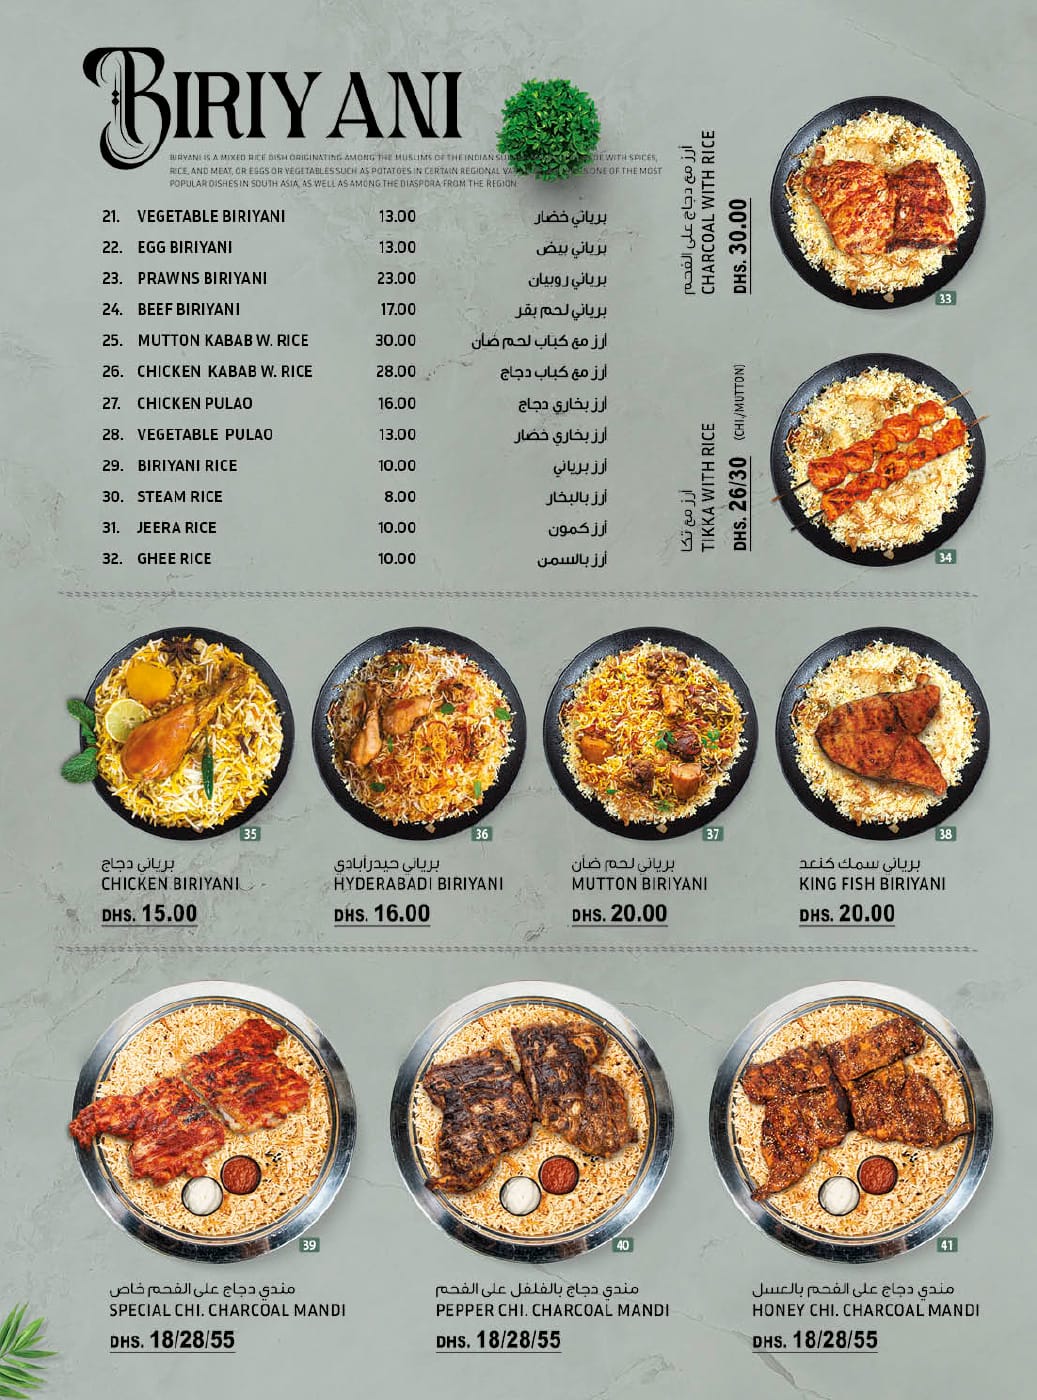 BIRIYANI
BIRYANI IS A MIXED RICE DISH ORIGINATING AMONG THE MUSLIMS OF THE INDIAN WITH SPICES,
RICE, AND MEAT, OR EGGS OR VEGETABLES SUCH AS POTATOES IN CERTAIN REGIONAL ONE OF THE MOST
POPULAR DISHES IN SOUTH ASIA, AS WELL AS AMONG THE DIASPORA FROM THE REGION.
21. VEGETABLE BIRIYANI 13.00 برياني خضار
22. EGG BIRIYANI 13.00 برياني بيض
23. PRAWNS BIRIYANI 23.00 برياني روبيان
24. BEEF BIRIYANI 17.00 برياني لحم بقر
25. MUTTON KABAB W. RICE 30.00 أرز مع كباب لحم ضأن
26. CHICKEN KABAB W. RICE 28.00 أرز مع كباب دجاج
27. CHICKEN PULAO 16.00 أرز بخاري دجاج
28. VEGETABLE PULAO 13.00 أرز بخاري خضار
29. BIRIYANI RICE 10.00 أرز برياني
30. STEAM RICE 8.00 أرز بالبخار
31. JEERA RICE 10.00 أرز كمون
32. GHEE RICE 10.00 أرز بالسمن
أرز مع دجاج على الفحم
CHARCOAL WITH RICE
DHS. 30.00
33
أرز مع تكا
TIKKA WITH RICE
DHS. 26/30 (CHI./MUTTON)
34
35
برياني دجاج
CHICKEN BIRIYANI
DHS. 15.00
36
برياني حيدرأبادي
HYDERABADI BIRIYANI
DHS. 16.00
37
برياني لحم ضأن
MUTTON BIRIYANI
DHS. 20.00
38
برياني سمك كنعد
KING FISH BIRIYANI
DHS. 20.00
39
مندي دجاج على الفحم خاص
SPECIAL CHI. CHARCOAL MANDI
DHS. 18/28/55
40
مندي دجاج بالفلفل على الفحم
PEPPER CHI. CHARCOAL MANDI
DHS. 18/28/55
41
مندي دجاج على الفحم بالعسل
HONEY CHI. CHARCOAL MANDI
DHS. 18/28/55